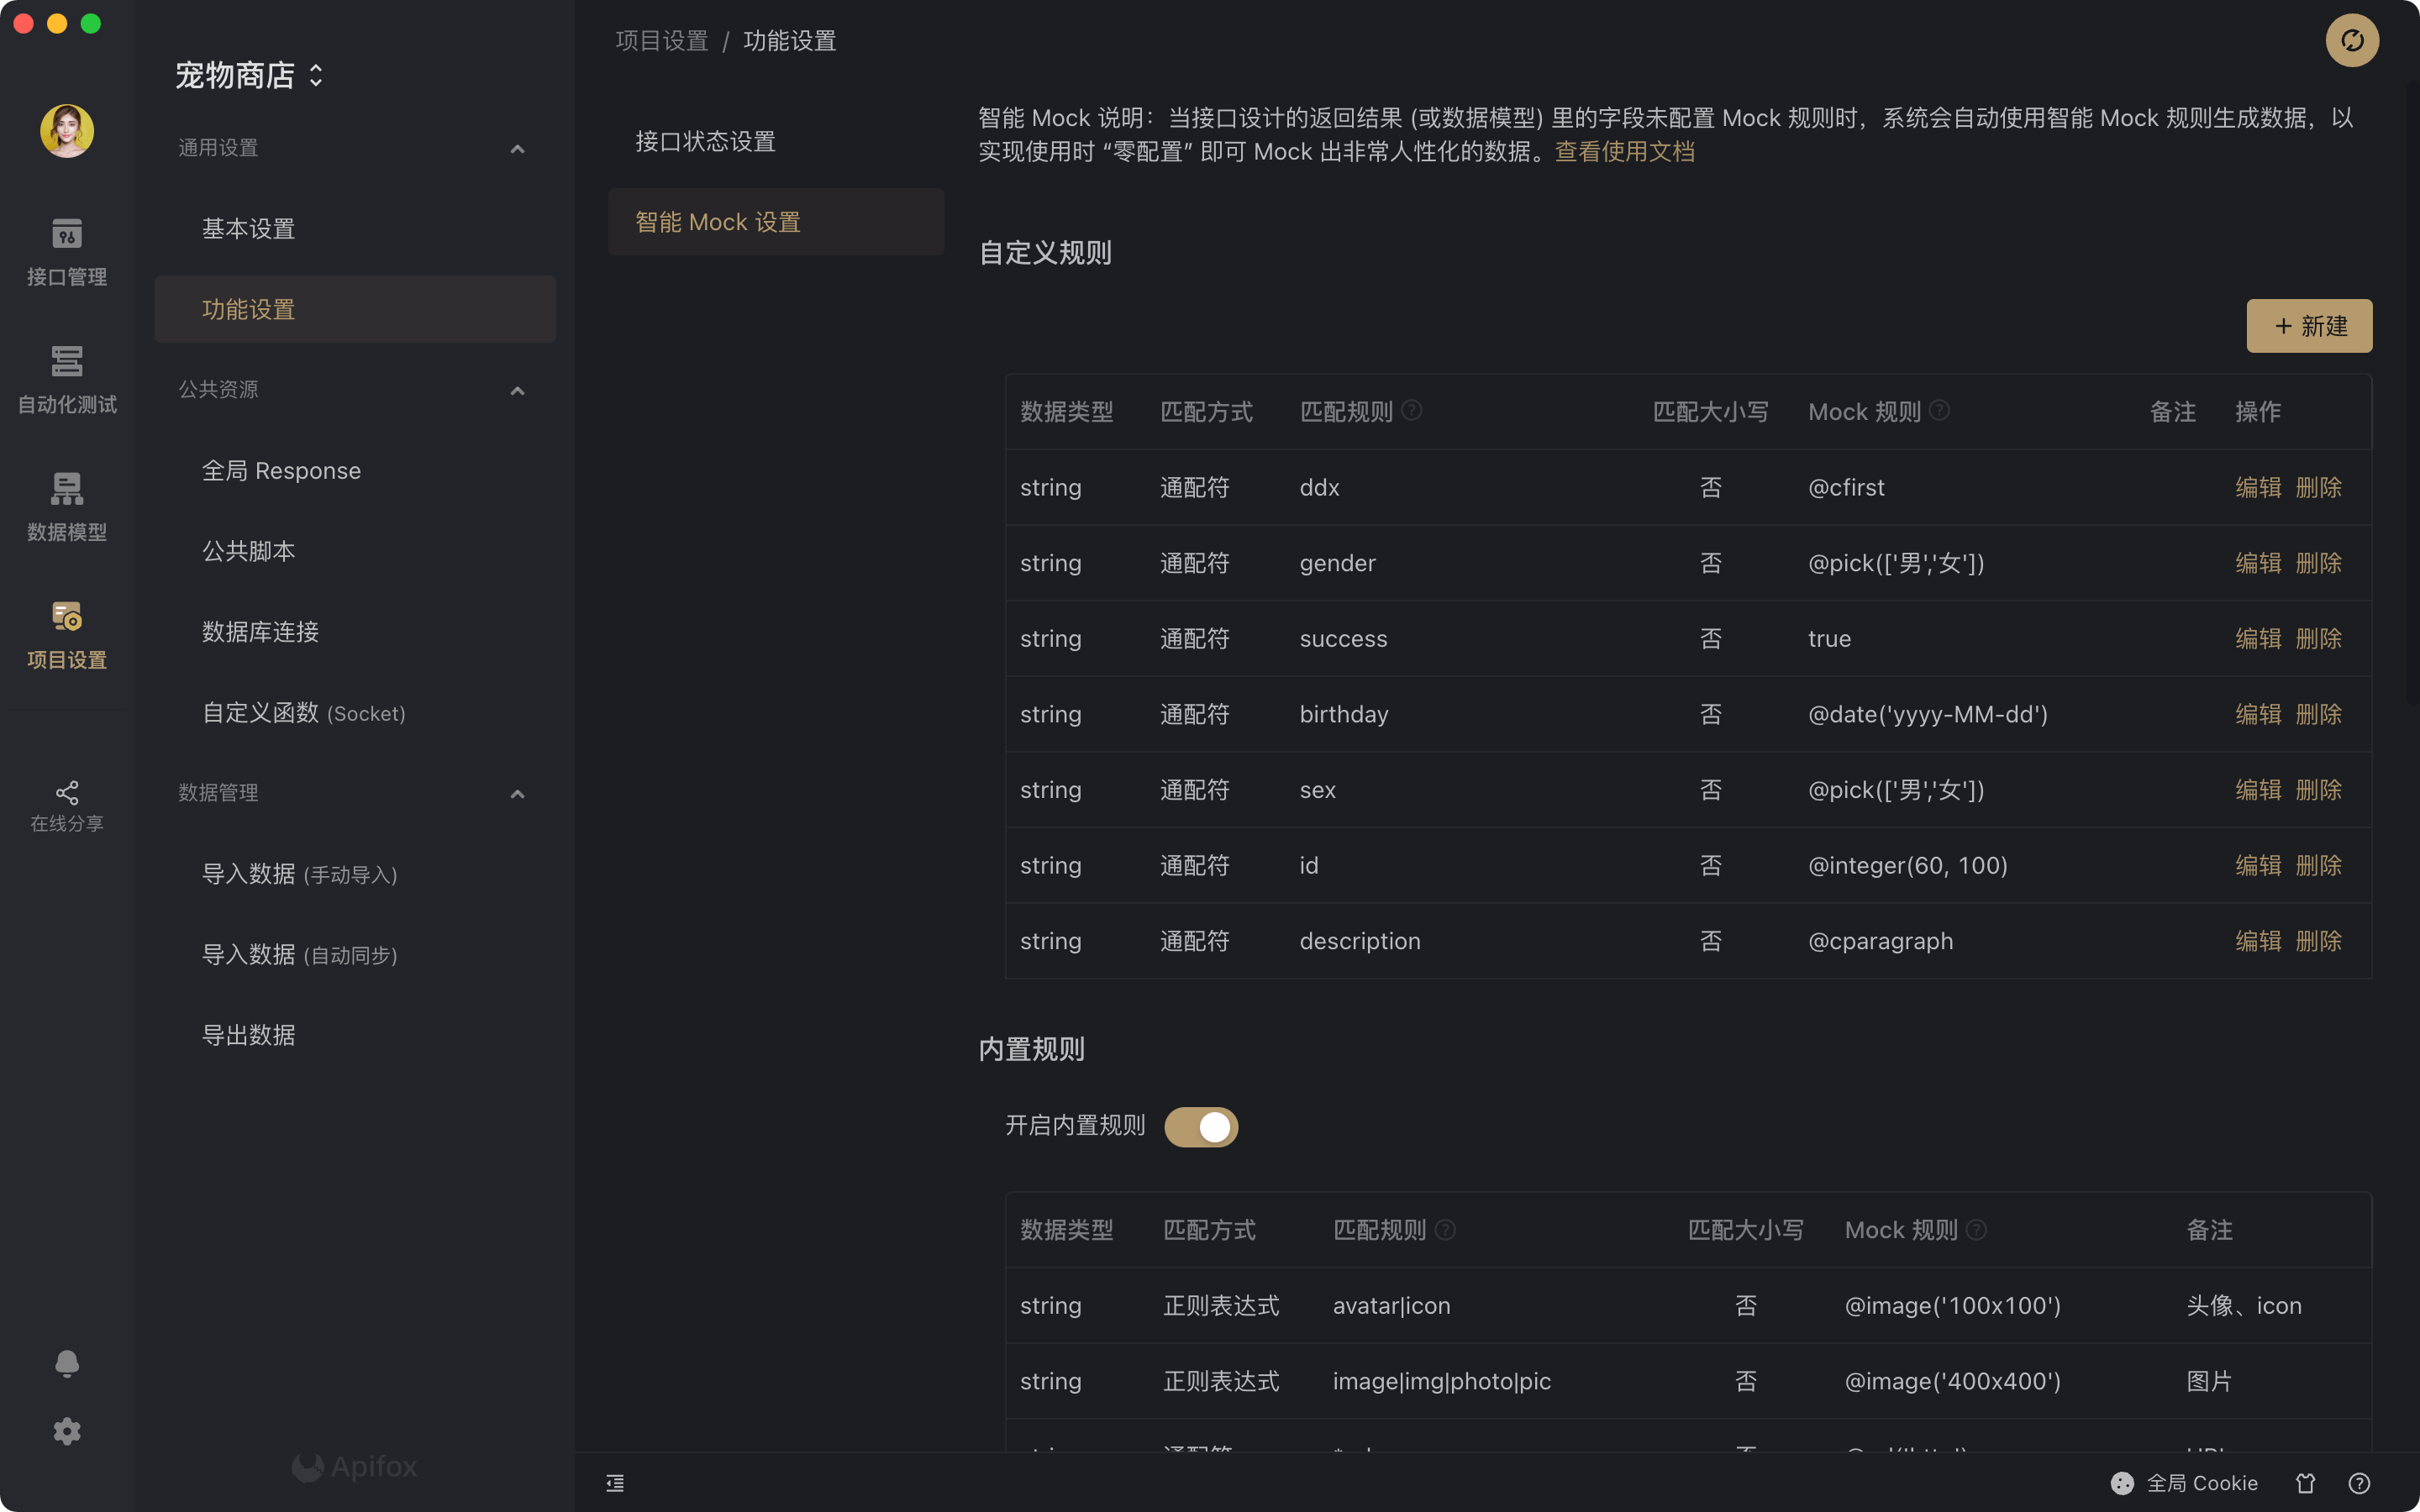 宠物商店
接口管理
自动化测试
数据模型
项目设置
在线分享
通用设置
基本设置
功能设置
公共资源
全局 Response
公共脚本
数据库连接
自定义函数 (Socket)
数据管理
导入数据 (手动导入)
导入数据 (自动同步)
导出数据
Apifox
项目设置 / 功能设置
接口状态设置
智能 Mock 设置
智能 Mock 说明：当接口设计的返回结果 (或数据模型) 里的字段未配置 Mock 规则时，系统会自动使用智能 Mock 规则生成数据，以
实现使用时 “零配置” 即可 Mock 出非常人性化的数据。查看使用文档
自定义规则
+ 新建
数据类型 匹配方式 匹配规则 匹配大小写 Mock 规则 备注 操作
string 通配符 ddx 否 @cfirst 编辑 删除
string 通配符 gender 否 @pick(['男','女']) 编辑 删除
string 通配符 success 否 true 编辑 删除
string 通配符 birthday 否 @date('yyyy-MM-dd') 编辑 删除
string 通配符 sex 否 @pick(['男','女']) 编辑 删除
string 通配符 id 否 @integer(60, 100) 编辑 删除
string 通配符 description 否 @cparagraph 编辑 删除
内置规则
开启内置规则
数据类型 匹配方式 匹配规则 匹配大小写 Mock 规则 备注
string 正则表达式 avatar|icon 否 @image('100x100') 头像、icon
string 正则表达式 image|img|photo|pic 否 @image('400x400') 图片
全局 Cookie